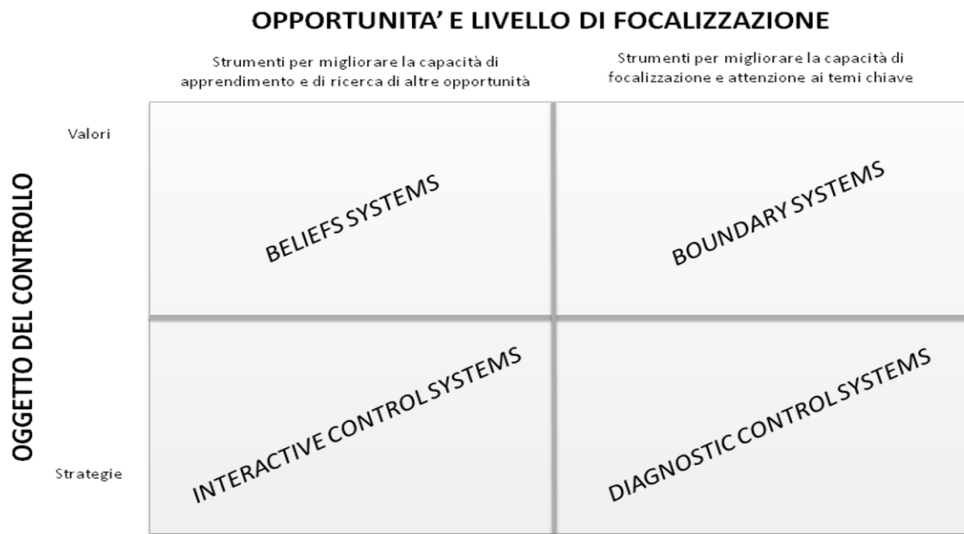 OPPORTUNITA’ E LIVELLO DI FOCALIZZAZIONE
Strumenti per migliorare la capacità di
apprendimento e di ricerca di altre opportunità
Strumenti per migliorare la capacità di
focalizzazione e attenzione ai temi chiave
OGGETTO DEL CONTROLLO
Valori
BELIEFS SYSTEMS
BOUNDARY SYSTEMS
Strategie
INTERACTIVE CONTROL SYSTEMS
DIAGNOSTIC CONTROL SYSTEMS